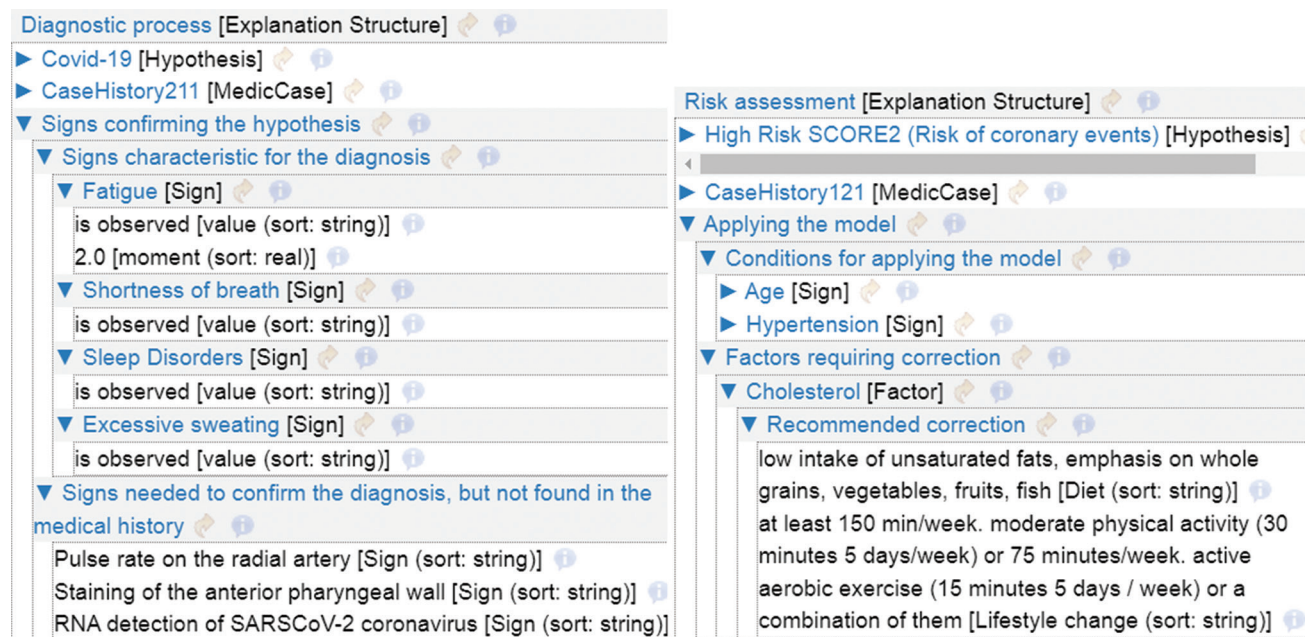 Diagnostic process [Explanation Structure]
Covid-19 [Hypothesis]
CaseHistory211 [MedicCase]
Signs confirming the hypothesis
Signs characteristic for the diagnosis
Fatigue [Sign]
is observed [value (sort: string)]
2.0 [moment (sort: real)]
Shortness of breath [Sign]
is observed [value (sort: string)]
Sleep Disorders [Sign]
is observed [value (sort: string)]
Excessive sweating [Sign]
is observed [value (sort: string)]
Signs needed to confirm the diagnosis, but not found in the
medical history
Pulse rate on the radial artery [Sign (sort: string)]
Staining of the anterior pharyngeal wall [Sign (sort: string)]
RNA detection of SARSCoV-2 coronavirus [Sign (sort: string)]
Risk assessment [Explanation Structure]
High Risk SCORE2 (Risk of coronary events) [Hypothesis]
CaseHistory121 [MedicCase]
Applying the model
Conditions for applying the model
Age [Sign]
Hypertension [Sign]
Factors requiring correction
Cholesterol [Factor]
Recommended correction
low intake of unsaturated fats, emphasis on whole
grains, vegetables, fruits, fish [Diet (sort: string)]
at least 150 min/week. moderate physical activity (30
minutes 5 days/week) or 75 minutes/week. active
aerobic exercise (15 minutes 5 days / week) or a
combination of them [Lifestyle change (sort: string)]